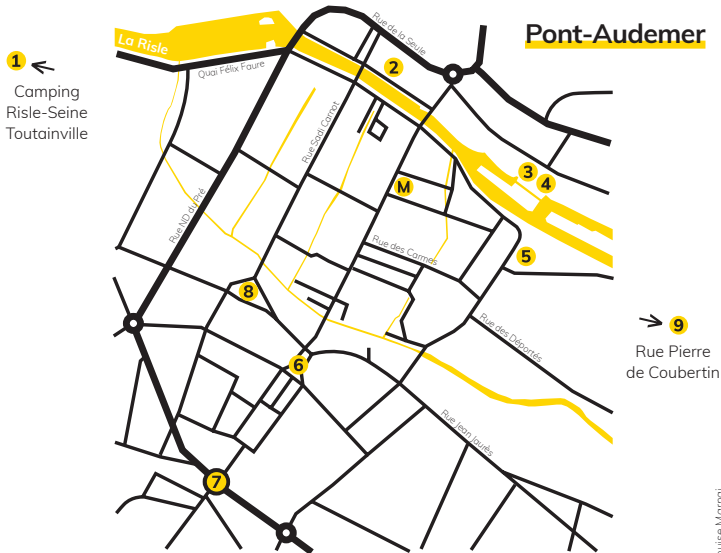 Pont-Audemer
La Risle
Rue de la Seule
Quai Félix Faure
1
Camping
Risle-Seine
Toutainville
2
Rue Sadi Carnot
3
4
M
Rue ND du Pré
Rue des Carmes
5
8
9
Rue Pierre
de Coubertin
Rue des Déportés
6
Rue Jean Jaurès
7